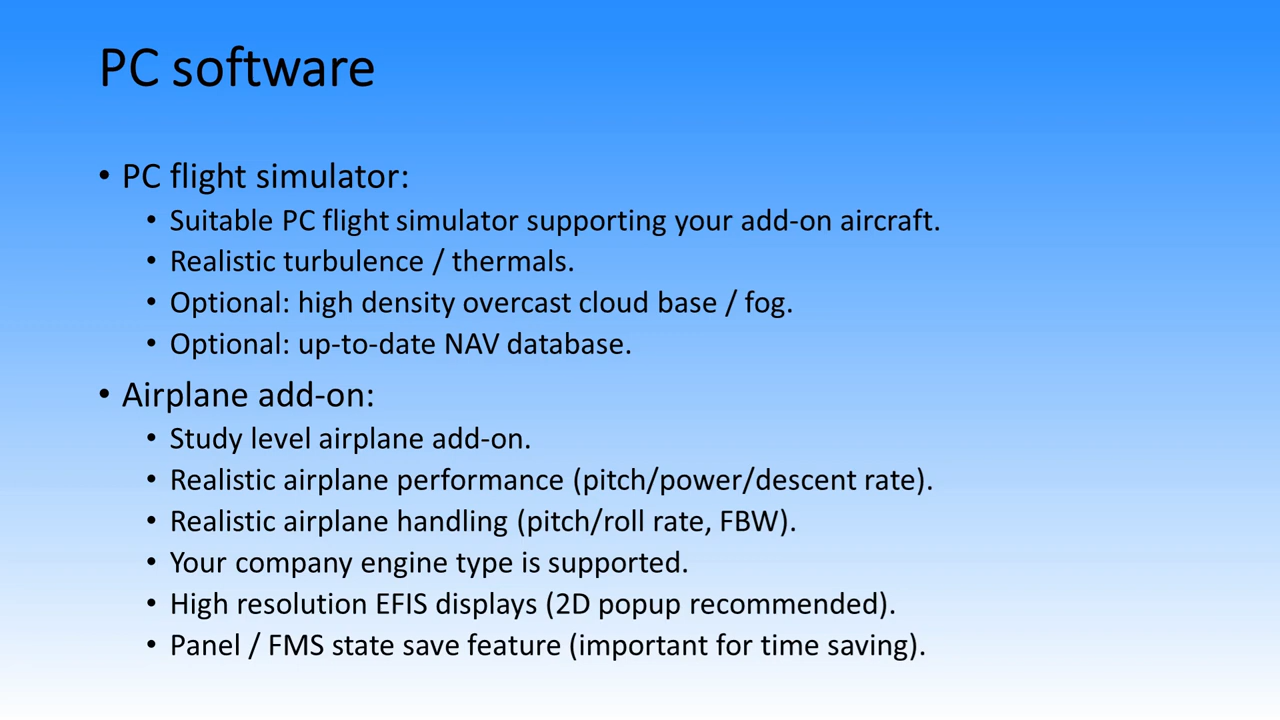 PC software
• PC flight simulator:
• Suitable PC flight simulator supporting your add-on aircraft.
• Realistic turbulence / thermals.
• Optional: high density overcast cloud base / fog.
• Optional: up-to-date NAV database.
• Airplane add-on:
• Study level airplane add-on.
• Realistic airplane performance (pitch/power/descent rate).
• Realistic airplane handling (pitch/roll rate, FBW).
• Your company engine type is supported.
• High resolution EFIS displays (2D popup recommended).
• Panel / FMS state save feature (important for time saving).